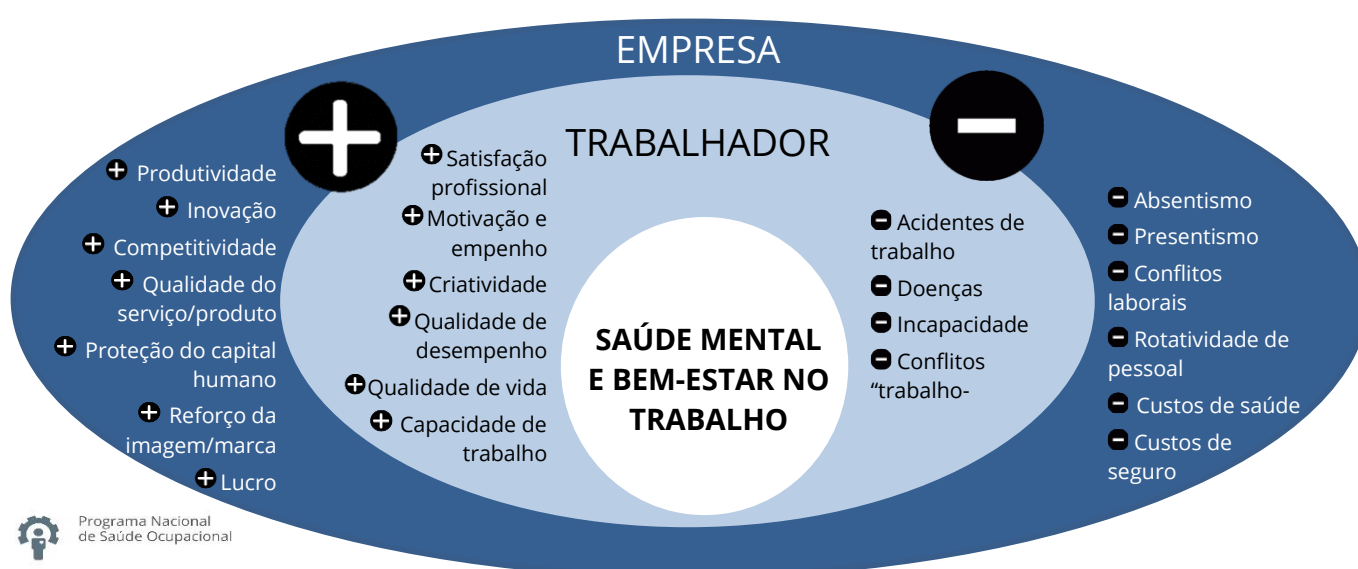 EMPRESA
TRABALHADOR
Produtividade
Inovação
Competitividade
Qualidade do
serviço/produto
Proteção do capital
humano
Reforço da
imagem/marca
Lucro
Satisfação
profissional
Motivação e
empenho
Criatividade
Qualidade de
desempenho
Qualidade de vida
Capacidade de
trabalho
SAÚDE MENTAL
E BEM-ESTAR NO
TRABALHO
Acidentes de
trabalho
Doenças
Incapacidade
Conflitos
“trabalho-
Absentismo
Presentismo
Conflitos
laborais
Rotatividade de
pessoal
Custos de saúde
Custos de
seguro
Programa Nacional
de Saúde Ocupacional